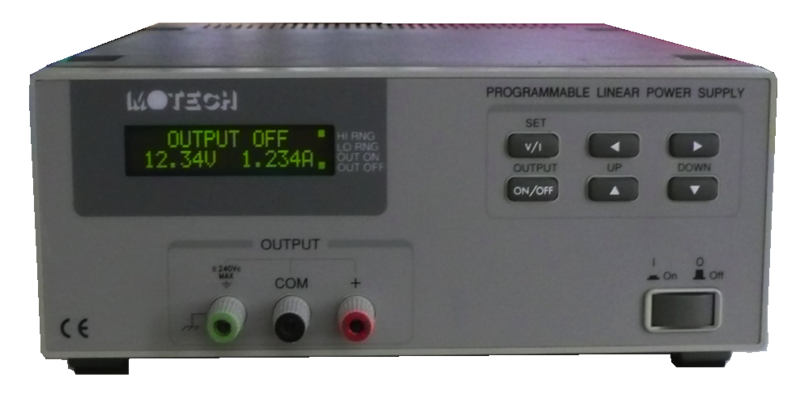 MOTECH
PROGRAMMABLE LINEAR POWER SUPPLY
OUTPUT OFF
12.34V 1.234A
HI RNG
LO RNG
OUT ON
OUT OFF
SET
V/I
OUTPUT
UP
DOWN
ON/OFF
OUTPUT
MAX
COM
+
I
O
On
Off
CE